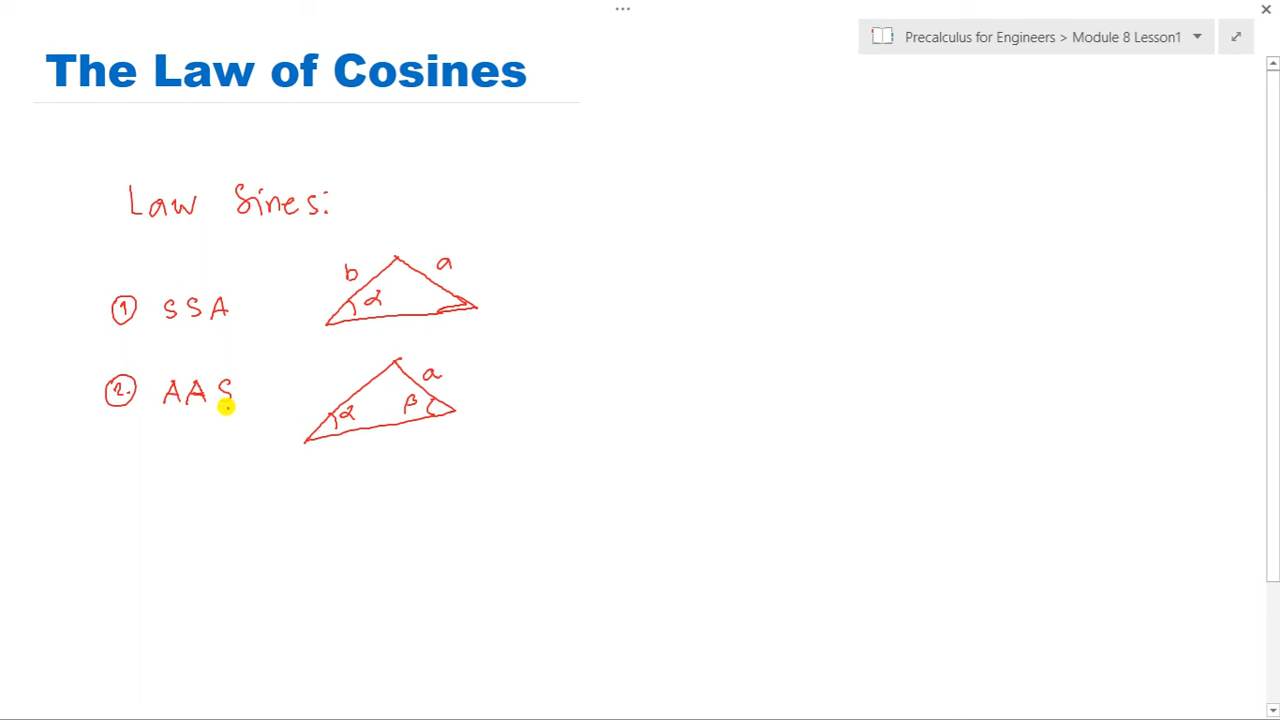 ...
Precalculus for Engineers > Module 8 Lesson1
The Law of Cosines
Law Sines:
b a
① SSA α
a
② AAS α β